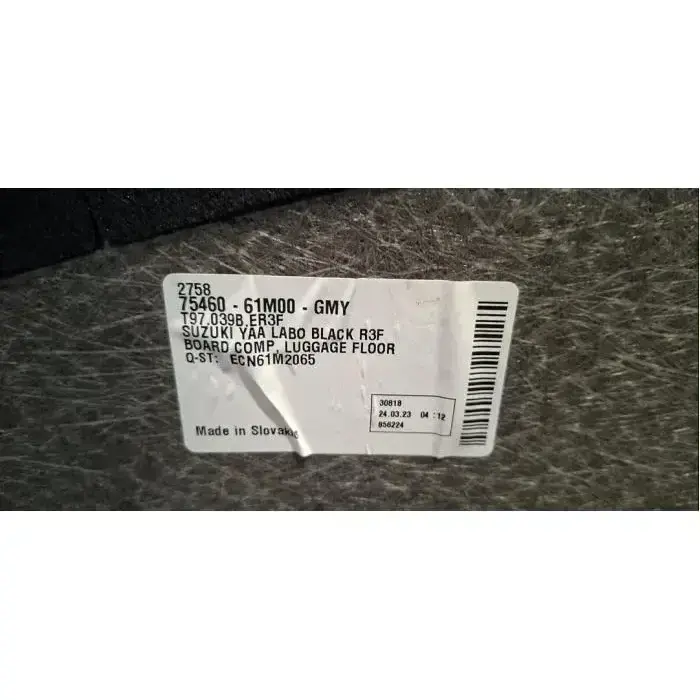 2758
75460 - 61M00 - GMY
T97.039B.ER3F
SUZUKI YAA LABO BLACK R3F
BOARD COMP, LUGGAGE FLOOR
Q-ST: ECN61M2065
30818
24.03.23 04:12
856224
Made in Slovakia